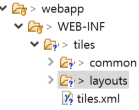 > webapp
> WEB-INF
> tiles
> common
> layouts
tiles.xml